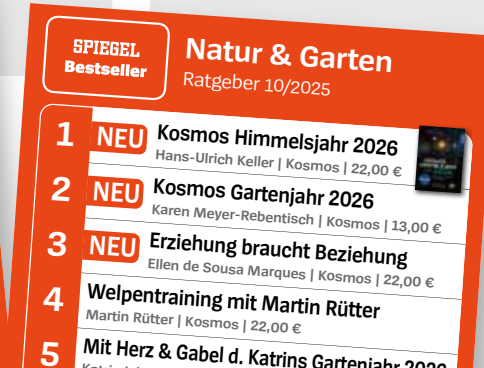 SPIEGEL
Bestseller
Natur & Garten
Ratgeber 10/2025
1 NEU Kosmos Himmelsjahr 2026
Hans-Ulrich Keller | Kosmos | 22,00 €
2 NEU Kosmos Gartenjahr 2026
Karen Meyer-Rebentisch | Kosmos | 13,00 €
3 NEU Erziehung braucht Beziehung
Ellen de Sousa Marques | Kosmos | 22,00 €
4 Welpentraining mit Martin Rütter
Martin Rütter | Kosmos | 22,00 €
5 Mit Herz & Gabel d. Katrins Gartenjahr 2026